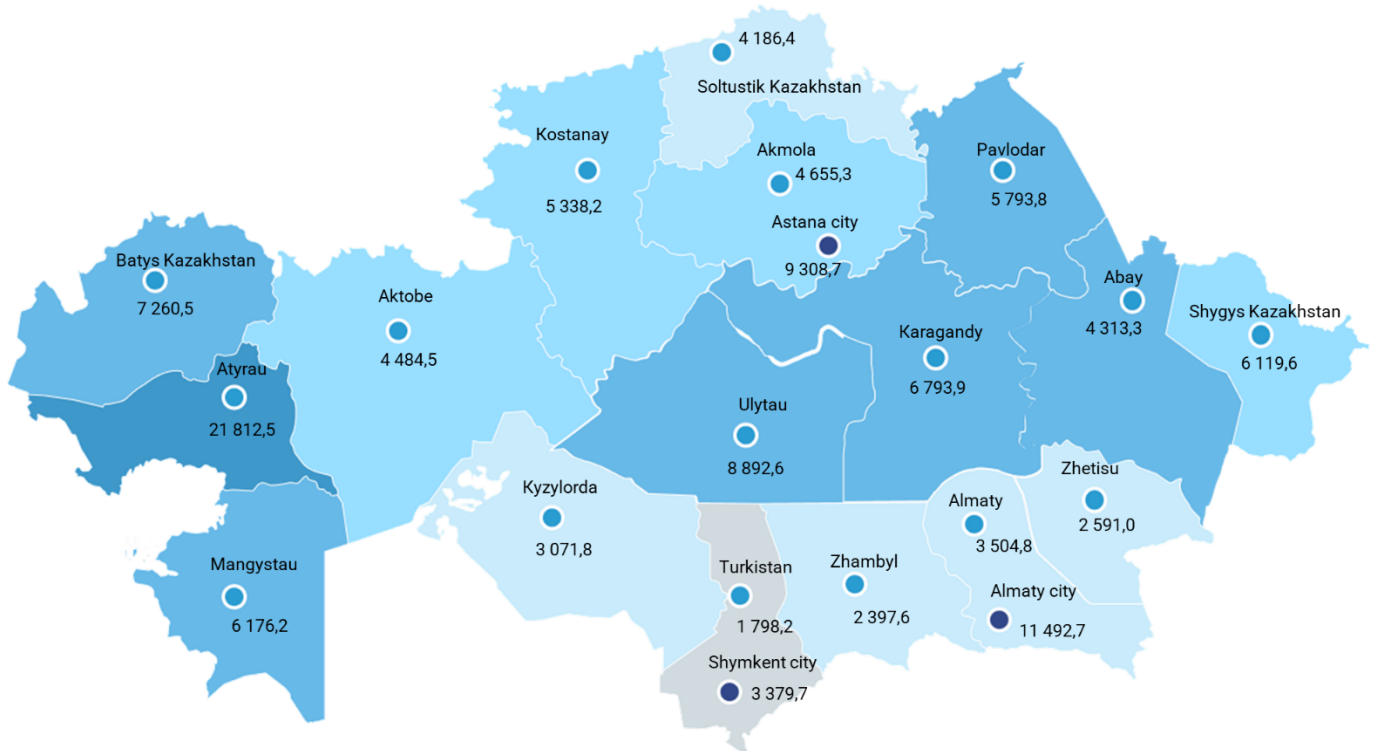 4 186,4
Soltustik Kazakhstan
Kostanay
5 338,2
Akmola
4 655,3
Astana city
9 308,7
Pavlodar
5 793,8
Batys Kazakhstan
7 260,5
Aktobe
4 484,5
Abay
4 313,3
Shygys Kazakhstan
6 119,6
Karagandy
6 793,9
Atyrau
21 812,5
Ulytau
8 892,6
Kyzylorda
3 071,8
Almaty
3 504,8
Zhetisu
2 591,0
Mangystau
6 176,2
Turkistan
1 798,2
Zhambyl
2 397,6
Almaty city
11 492,7
Shymkent city
3 379,7